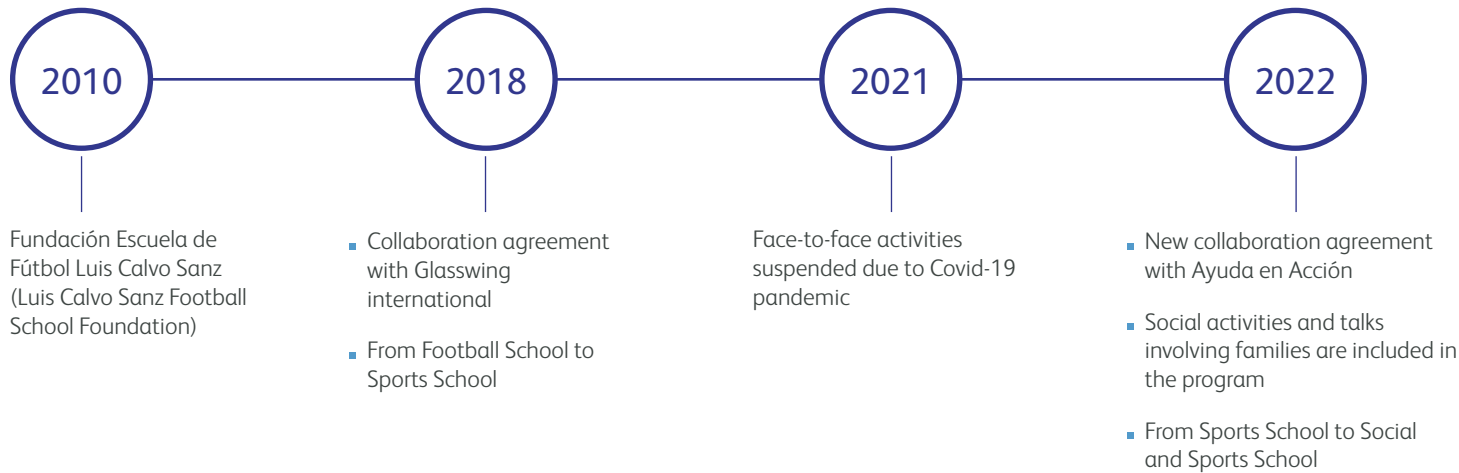 2010
2018
2021
2022
Fundación Escuela de
Fútbol Luis Calvo Sanz
(Luis Calvo Sanz Football
School Foundation)
Collaboration agreement
with Glasswing
international
From Football School to
Sports School
Face-to-face activities
suspended due to Covid-19
pandemic
New collaboration agreement
with Ayuda en Acción
Social activities and talks
involving families are included in
the program
From Sports School to Social
and Sports School